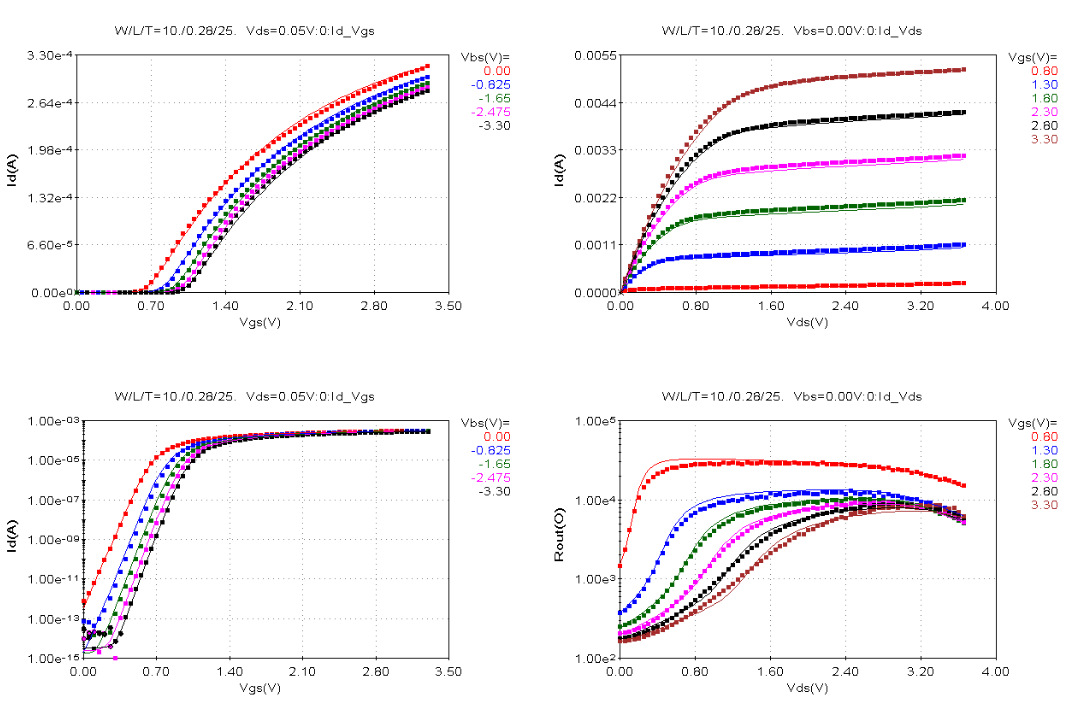 W/L/T=10./0.28/25. Vds=0.05V:0:Id_Vgs
Vbs(V)=
0.00
-0.825
-1.65
-2.475
-3.30
3.30e-4
2.64e-4
1.98e-4
1.32e-4
6.60e-5
0.00e0
0.00 0.70 1.40 2.10 2.80 3.50
Id(A)
Vgs(V)
W/L/T=10./0.28/25. Vbs=0.00V:0:Id_Vds
Vgs(V)=
0.80
1.30
1.80
2.30
2.80
3.30
0.0055
0.0044
0.0033
0.0022
0.0011
0.0000
0.00 0.80 1.60 2.40 3.20 4.00
Id(A)
Vds(V)
W/L/T=10./0.28/25. Vds=0.05V:0:Id_Vgs
Vbs(V)=
0.00
-0.825
-1.65
-2.475
-3.30
1.00e-03
1.00e-05
1.00e-07
1.00e-09
1.00e-11
1.00e-13
1.00e-15
0.00 0.70 1.40 2.10 2.80 3.50
Id(A)
Vgs(V)
W/L/T=10./0.28/25. Vbs=0.00V:0:Id_Vds
Vgs(V)=
0.80
1.30
1.80
2.30
2.80
3.30
1.00e5
1.00e4
1.00e3
1.00e2
0.00 0.80 1.60 2.40 3.20 4.00
Rout(O)
Vds(V)